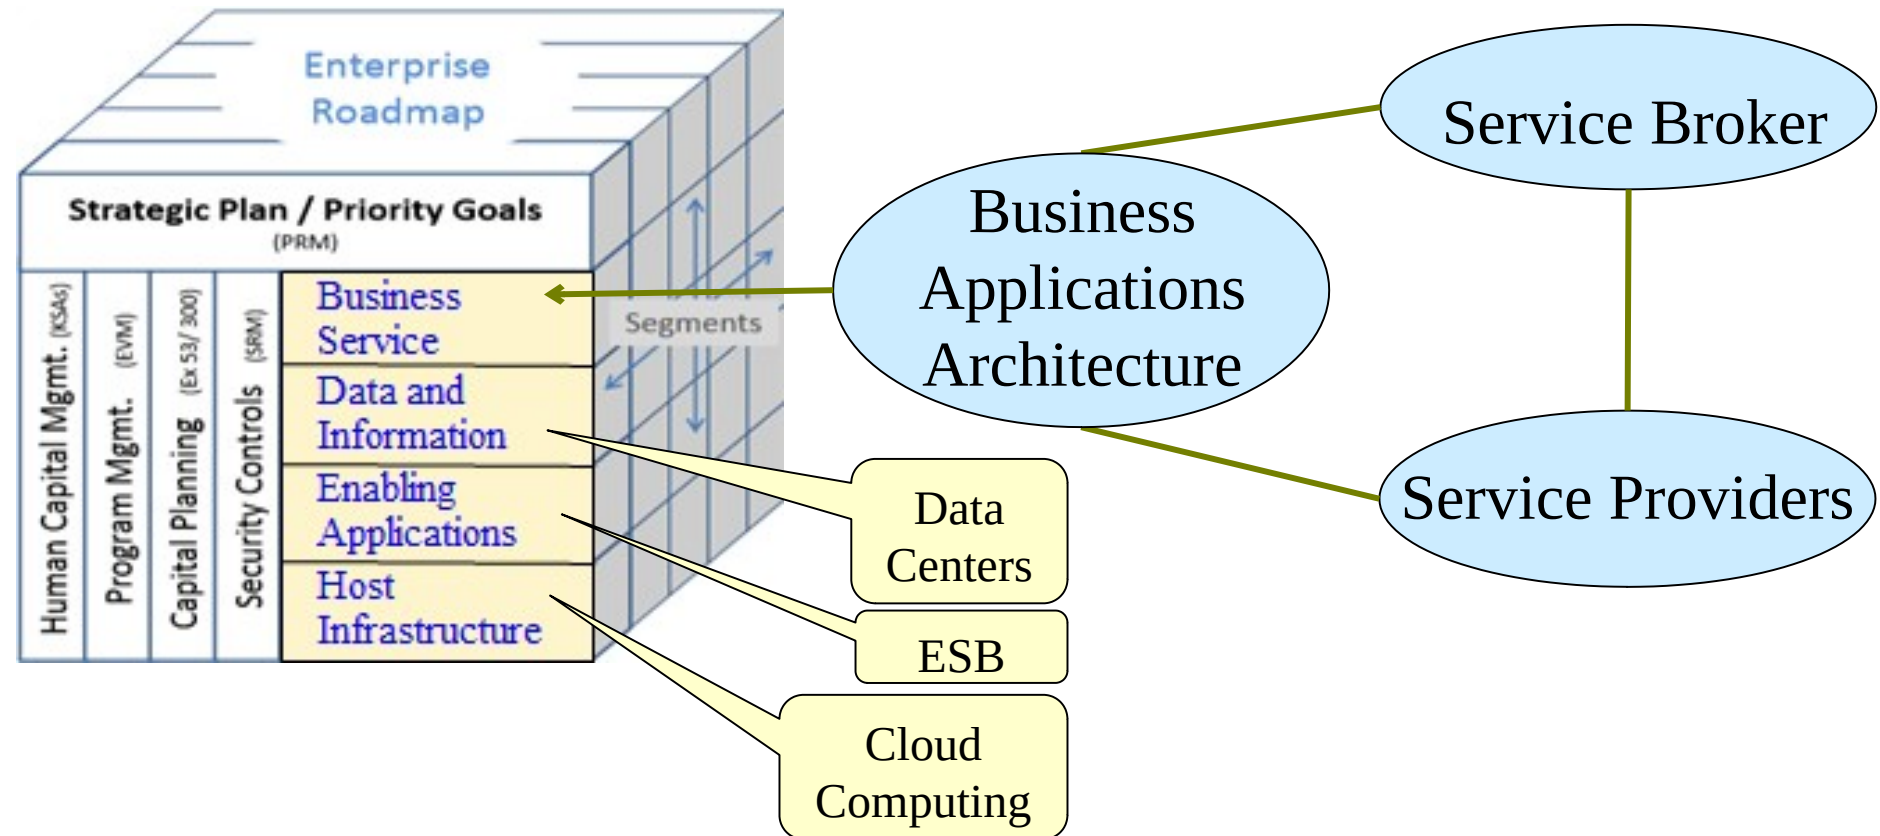 Enterprise
Roadmap
Strategic Plan / Priority Goals
(PRM)
Human Capital Mgmt. (KSAs)
Program Mgmt. (EVM)
Capital Planning (Ex 53/ 300)
Security Controls (SRM)
Business
Service
Data and
Information
Enabling
Applications
Host
Infrastructure
Segments
Business
Applications
Architecture
Service Broker
Service Providers
Data
Centers
ESB
Cloud
Computing